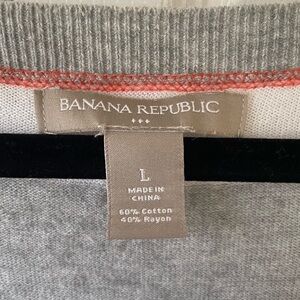 BANANA REPUBLIC
L
MADE IN
CHINA
60% Cotton
40% Rayon